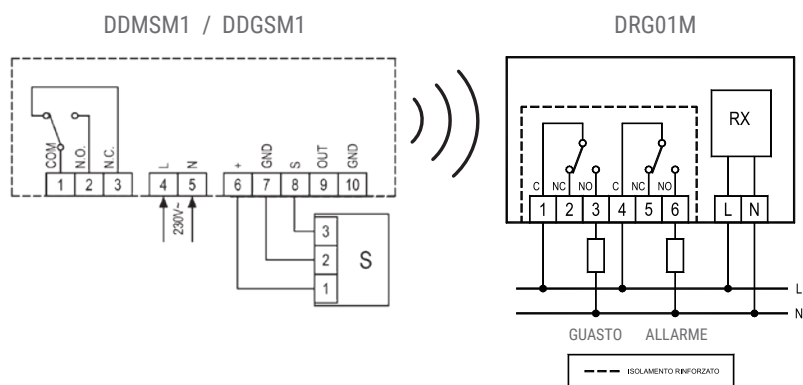 DDMSM1 / DDGSM1
COM N.O. N.C. L N + GND S OUT GND
1 2 3 4 5 6 7 8 9 10
230V~
3
2
1
S
DRG01M
RX
C NC NO C NC NO
1 2 3 4 5 6 L N
L
N
GUASTO ALLARME
ISOLAMENTO RINFORZATO